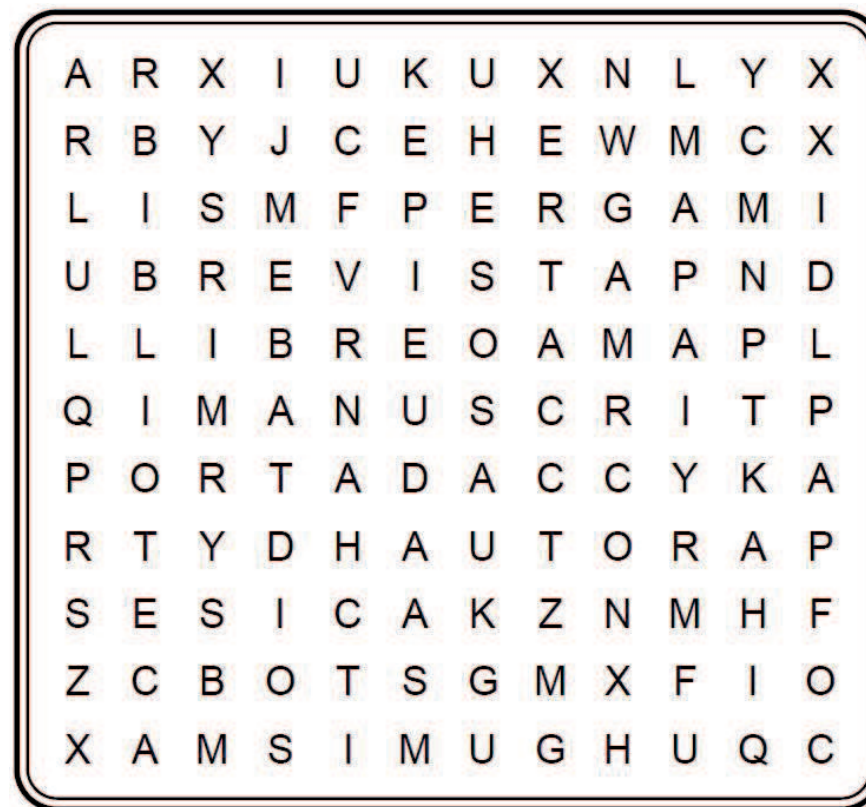 A R X I U K U X N L Y X
R B Y J C E H E W M C X
L I S M F P E R G A M I
U B R E V I S T A P N D
L L I B R E O A M A P L
Q I M A N U S C R I T P
P O R T A D A C C Y K A
R T Y D H A U T O R A P
S E S I C A K Z N M H F
Z C B O T S G M X F I O
X A M S I M U G H U Q C